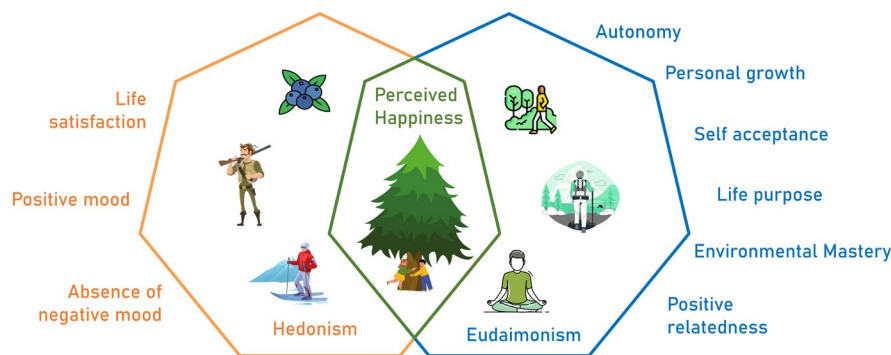 Life
satisfaction
Positive mood
Absence of
negative mood
Hedonism
Perceived
Happiness
Eudaimonism
Autonomy
Personal growth
Self acceptance
Life purpose
Environmental Mastery
Positive
relatedness